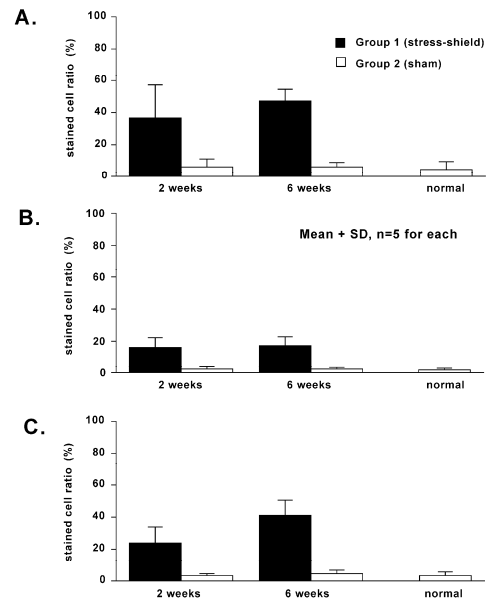 A.
100
80
60
40
20
0
stained cell ratio (%)
Group 1 (stress-shield)
Group 2 (sham)
2 weeks 6 weeks normal
B.
100
80
60
40
20
0
stained cell ratio (%)
Mean + SD, n=5 for each
2 weeks 6 weeks normal
C.
100
80
60
40
20
0
stained cell ratio (%)
2 weeks 6 weeks normal